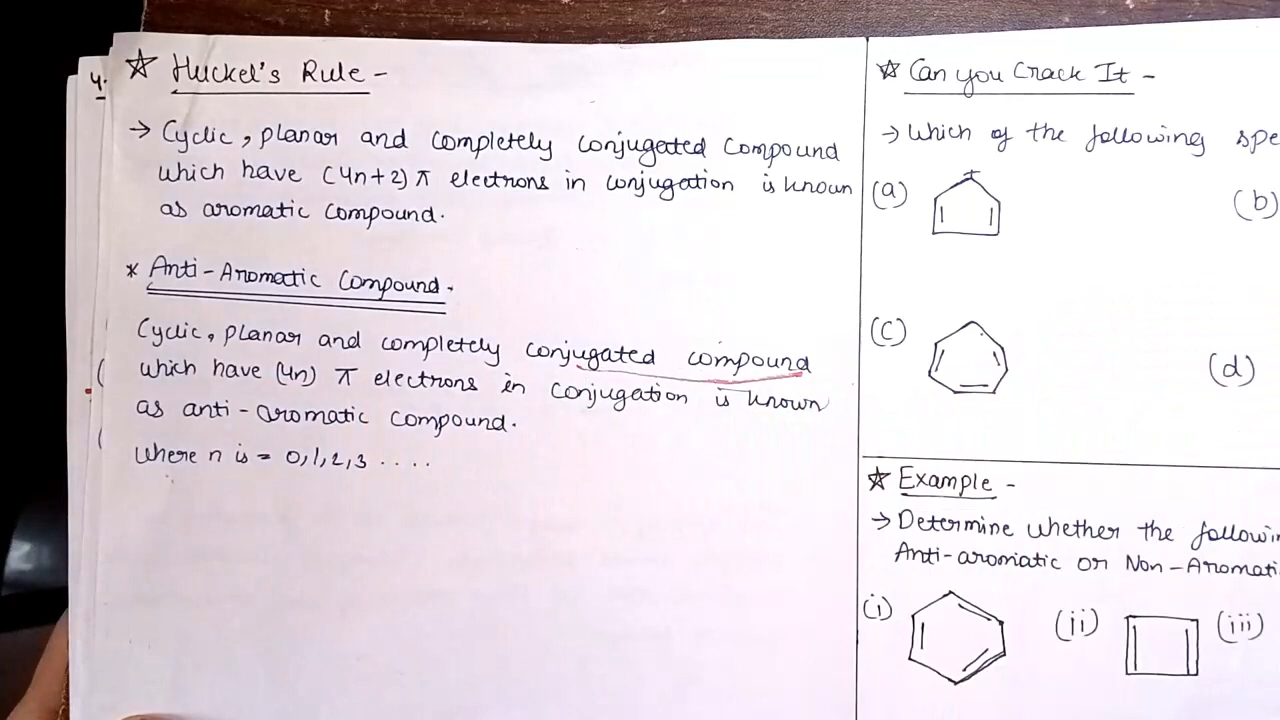 4.
☆ Huckel's Rule -
→ Cyclic, planar and completely conjugated compound
which have (4n+2) π electrons in conjugation is known
as aromatic compound.
* Anti-Aromatic Compound.
Cyclic, planar and completely conjugated compound
which have (4n) π electrons in conjugation is known
as anti-aromatic compound.
where n is = 0,1,2,3 ....
☆ Can you Crack It -
→ Which of the following spe
(a) + (b)
(c) (d)
☆ Example -
→ Determine whether the followin
Anti-aromatic or Non-Aromati
(i) (ii) (iii)